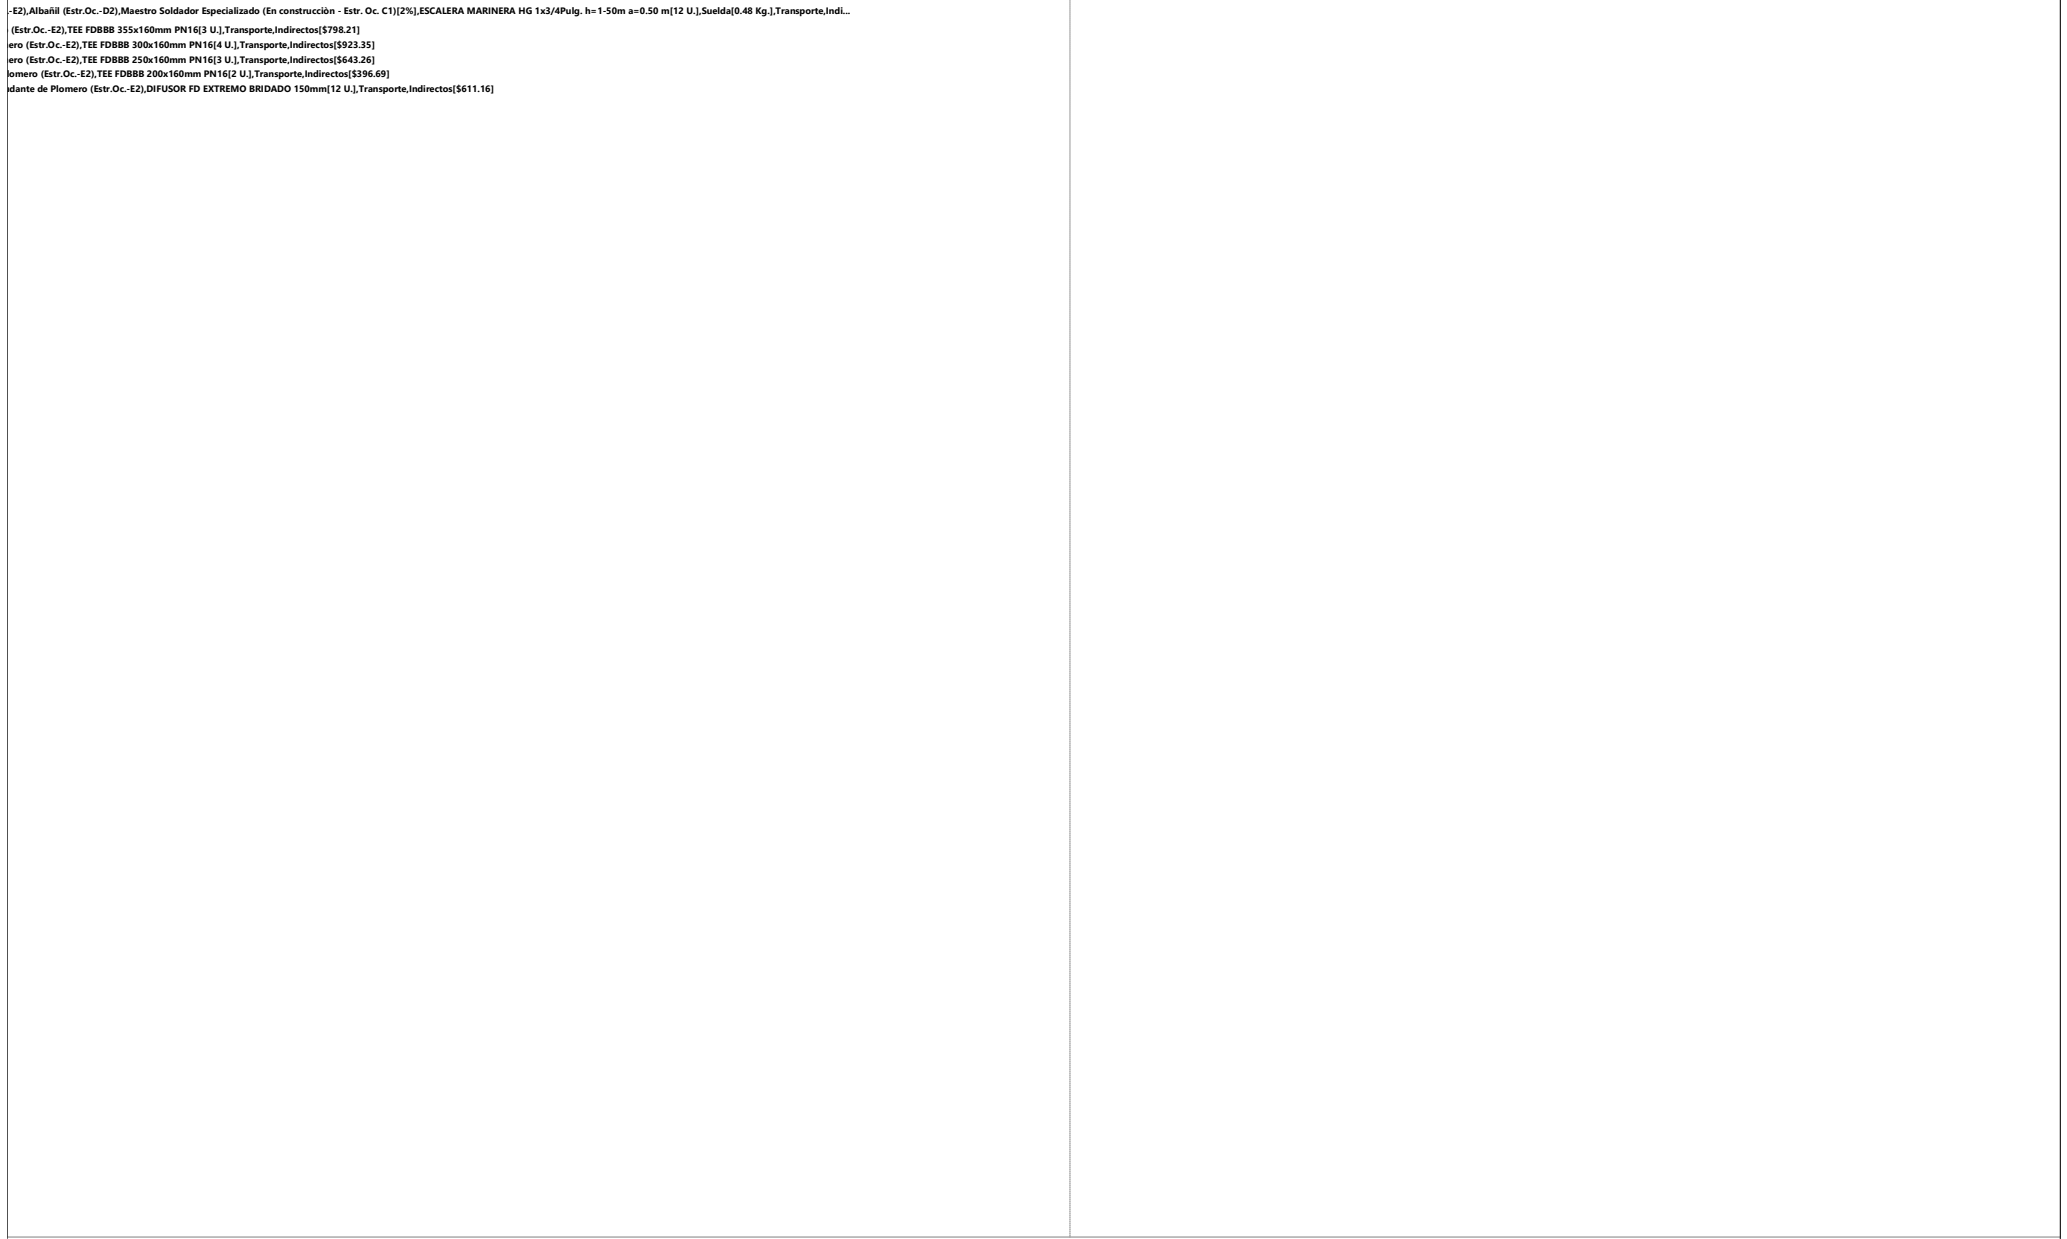 -E2),Albañil (Estr.Oc.-D2),Maestro Soldador Especializado (En construcciòn - Estr. Oc. C1)[2%],ESCALERA MARINERA HG 1x3/4Pulg. h=1-50m a=0.50 m[12 U.],Suelda[0.48 Kg.],Transporte,Indi...
(Estr.Oc.-E2),TEE FDBBB 355x160mm PN16[3 U.],Transporte,Indirectos[$798.21]
ero (Estr.Oc.-E2),TEE FDBBB 300x160mm PN16[4 U.],Transporte,Indirectos[$923.35]
ero (Estr.Oc.-E2),TEE FDBBB 250x160mm PN16[3 U.],Transporte,Indirectos[$643.26]
lomero (Estr.Oc.-E2),TEE FDBBB 200x160mm PN16[2 U.],Transporte,Indirectos[$396.69]
dante de Plomero (Estr.Oc.-E2),DIFUSOR FD EXTREMO BRIDADO 150mm[12 U.],Transporte,Indirectos[$611.16]